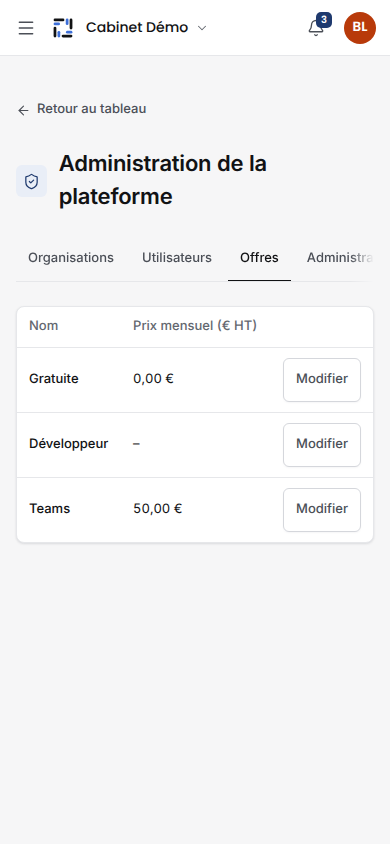 Cabinet Démo
3
BL
Retour au tableau
Administration de la
plateforme
Organisations Utilisateurs Offres Administra
Nom Prix mensuel (€ HT)
Gratuite 0,00 € Modifier
Développeur – Modifier
Teams 50,00 € Modifier